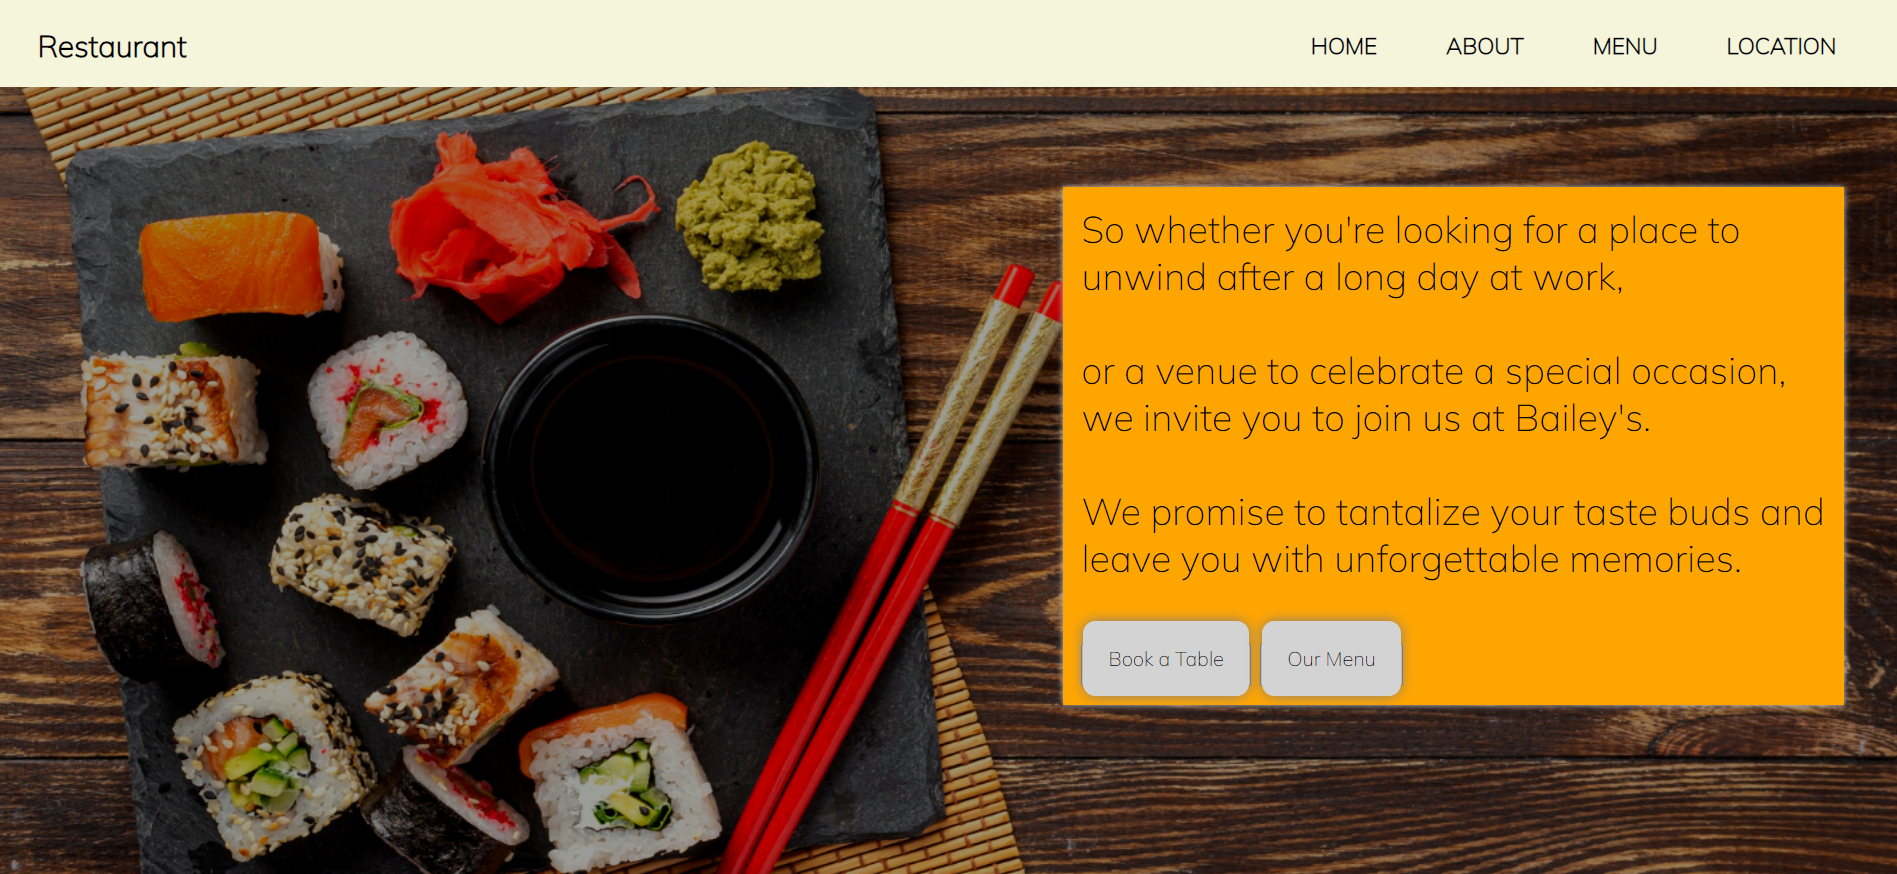 Restaurant
HOME
ABOUT
MENU
LOCATION
So whether you're looking for a place to
unwind after a long day at work,
or a venue to celebrate a special occasion,
we invite you to join us at Bailey's.
We promise to tantalize your taste buds and
leave you with unforgettable memories.
Book a Table
Our Menu